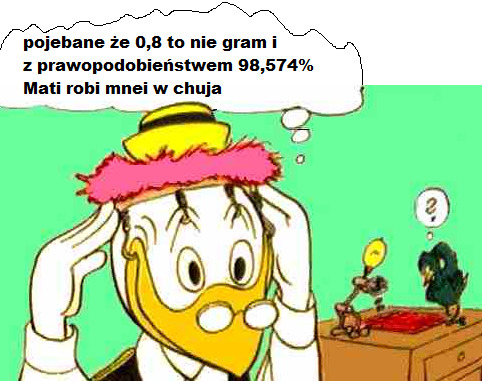 pojebane że 0,8 to nie gram i
z prawopodobieństwem 98,574%
Mati robi mnei w chuja
?